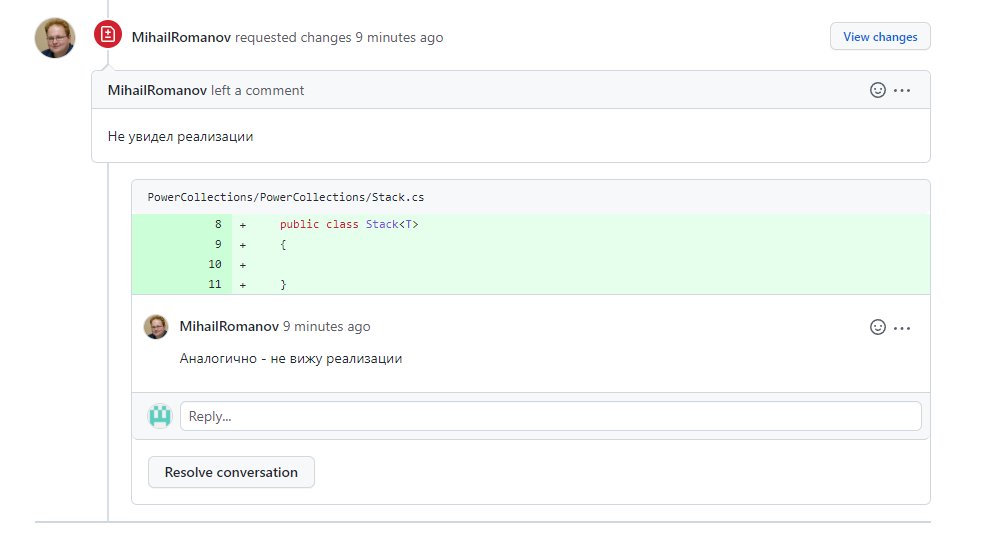 MihailRomanov requested changes 9 minutes ago
View changes
MihailRomanov left a comment
Не увидел реализации
PowerCollections/PowerCollections/Stack.cs
8 + public class Stack<T>
9 + {
10 +
11 + }
MihailRomanov 9 minutes ago
Аналогично - не вижу реализации
Reply...
Resolve conversation